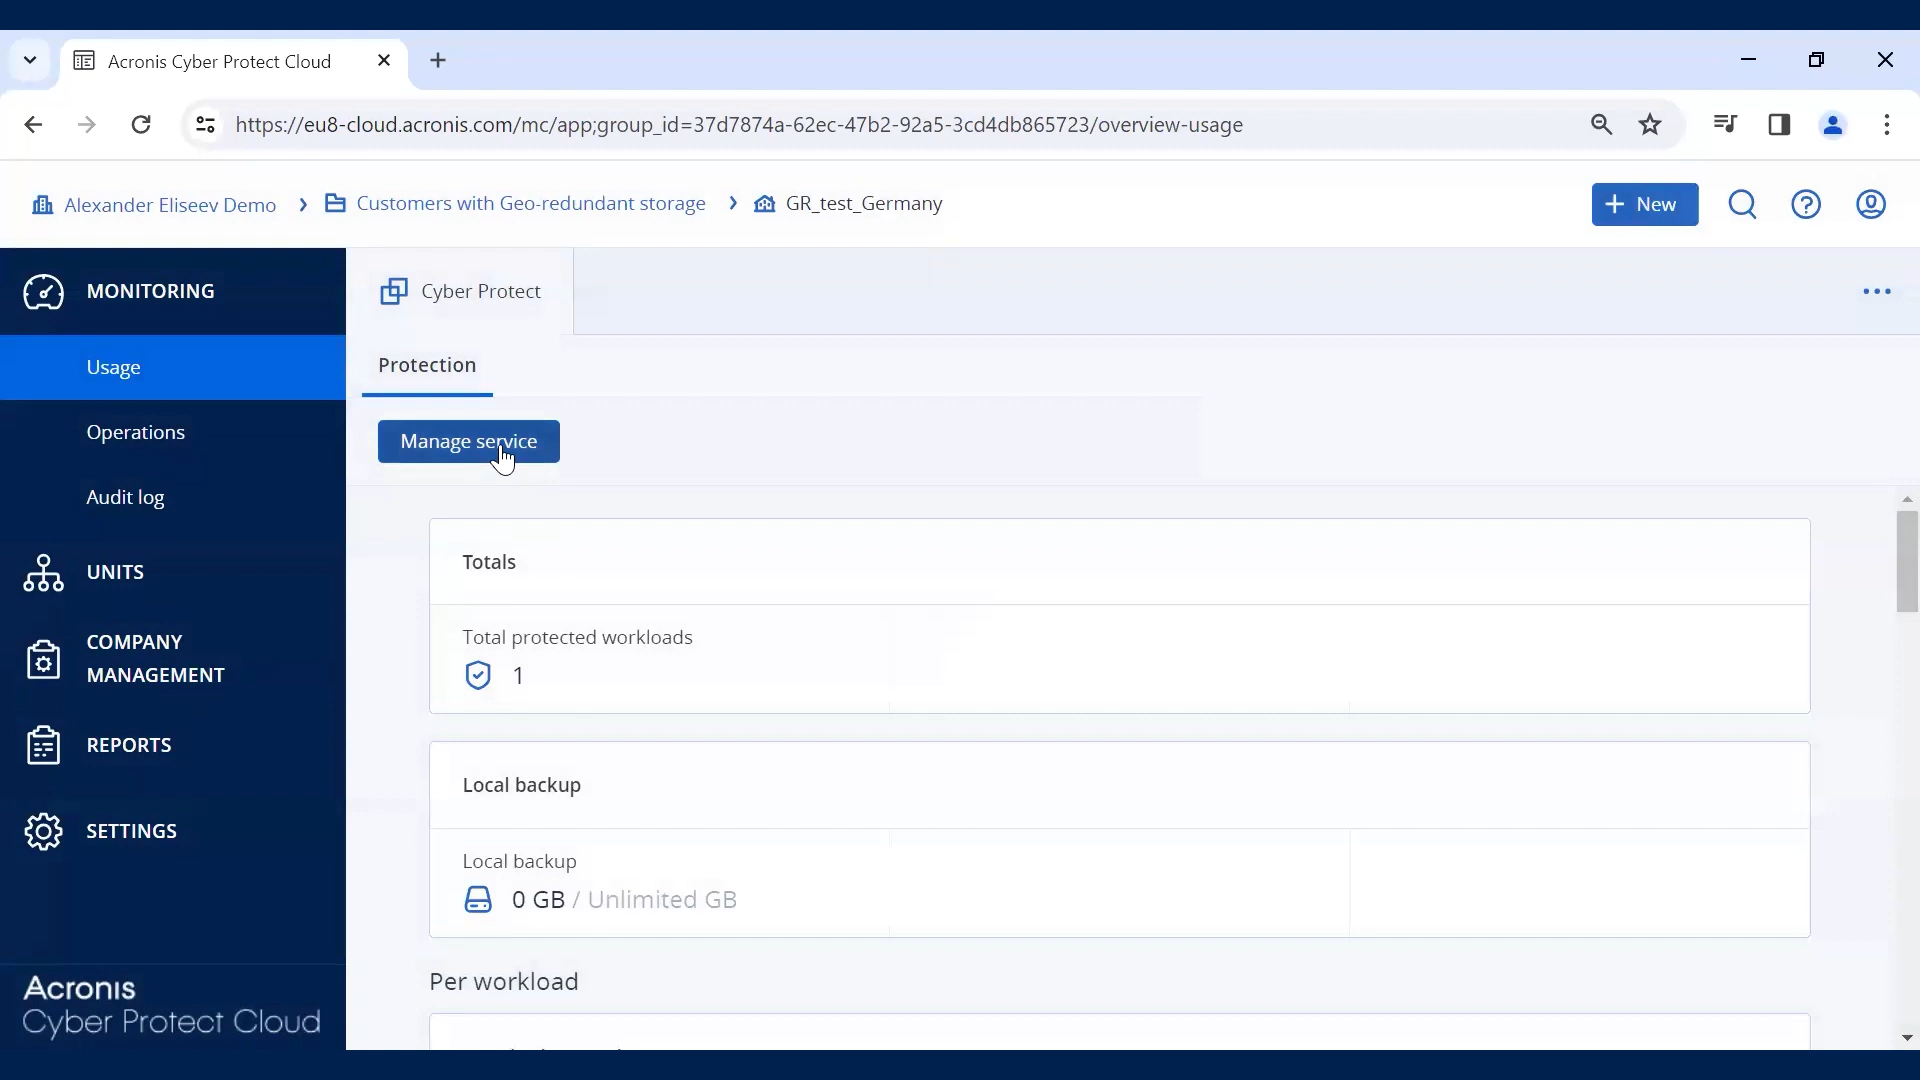 Acronis Cyber Protect Cloud
https://eu8-cloud.acronis.com/mc/app;group_id=37d7874a-62ec-47b2-92a5-3cd4db865723/overview-usage
Alexander Eliseev Demo
Customers with Geo-redundant storage
GR_test_Germany
New
MONITORING
Usage
Operations
Audit log
UNITS
COMPANY
MANAGEMENT
REPORTS
SETTINGS
Acronis
Cyber Protect Cloud
Cyber Protect
Protection
Manage service
Totals
Total protected workloads
1
Local backup
Local backup
0 GB / Unlimited GB
Per workload